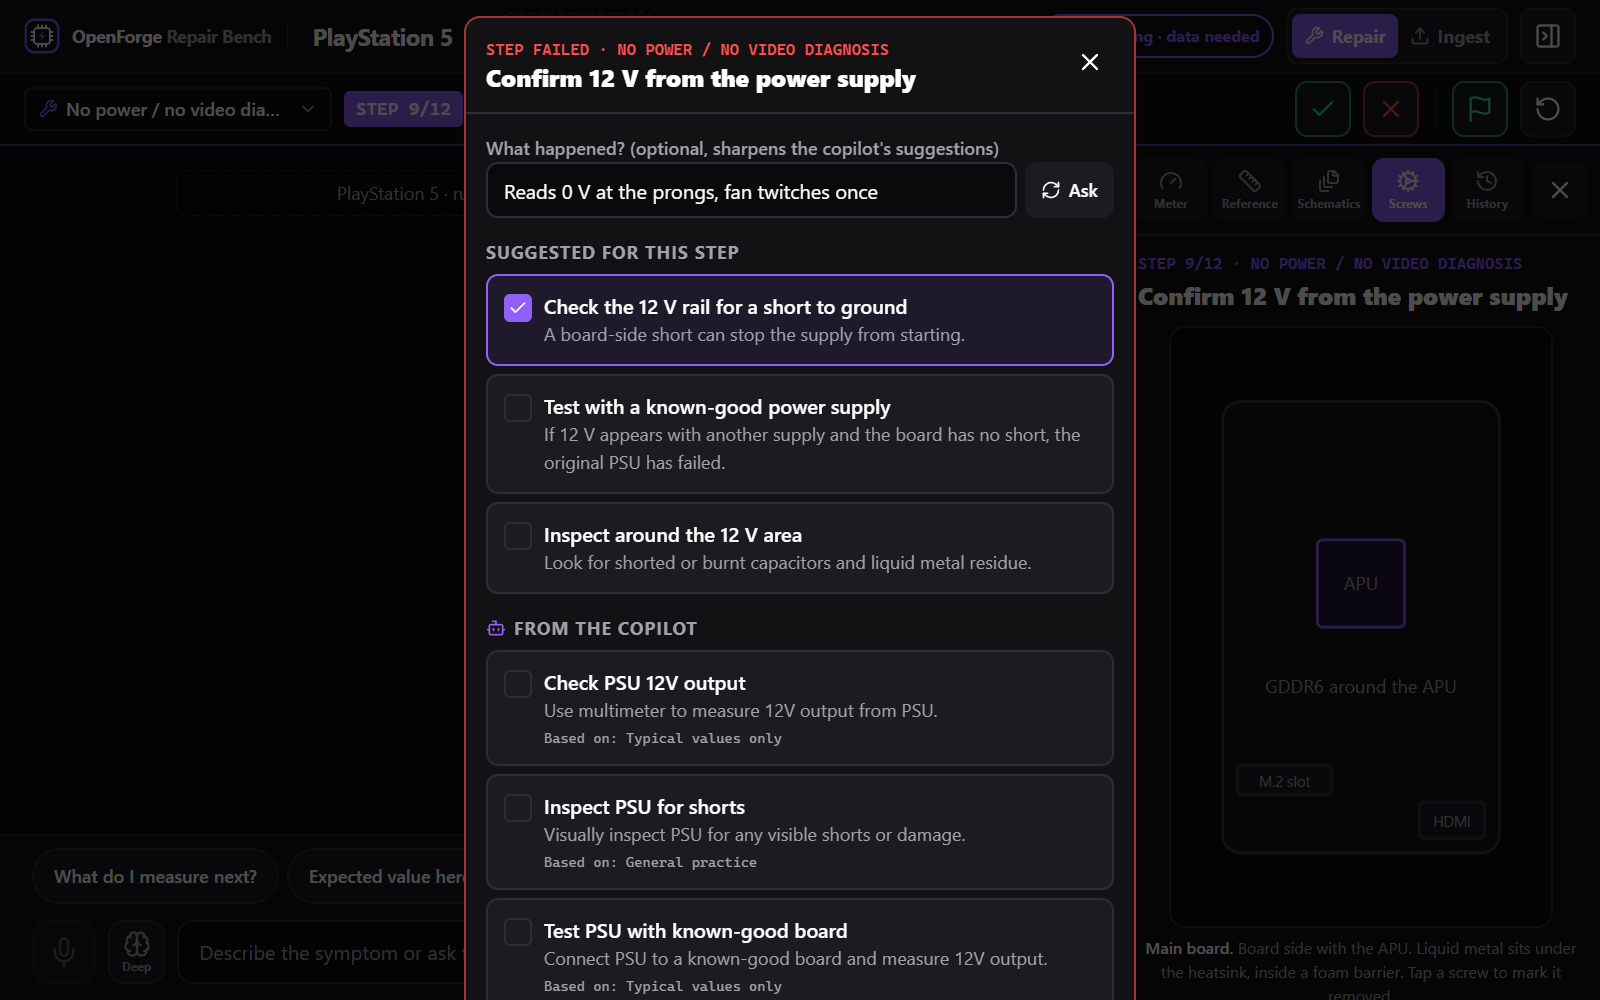 OpenForge Repair Bench
PlayStation 5
ng · data needed
Repair
Ingest
No power / no video dia...
STEP 9/12
PlayStation 5 · ru
STEP FAILED · NO POWER / NO VIDEO DIAGNOSIS
Confirm 12 V from the power supply
What happened? (optional, sharpens the copilot's suggestions)
Reads 0 V at the prongs, fan twitches once
Ask
SUGGESTED FOR THIS STEP
Check the 12 V rail for a short to ground
A board-side short can stop the supply from starting.
Test with a known-good power supply
If 12 V appears with another supply and the board has no short, the
original PSU has failed.
Inspect around the 12 V area
Look for shorted or burnt capacitors and liquid metal residue.
FROM THE COPILOT
Check PSU 12V output
Use multimeter to measure 12V output from PSU.
Based on: Typical values only
Inspect PSU for shorts
Visually inspect PSU for any visible shorts or damage.
Based on: General practice
Test PSU with known-good board
Connect PSU to a known-good board and measure 12V output.
Based on: Typical values only
Meter
Reference
Schematics
Screws
History
STEP 9/12 · NO POWER / NO VIDEO DIAGNOSIS
Confirm 12 V from the power supply
APU
GDDR6 around the APU
M.2 slot
HDMI
Main board. Board side with the APU. Liquid metal sits under
the heatsink, inside a foam barrier. Tap a screw to mark it
removed.
What do I measure next?
Expected value here
Deep
Describe the symptom or ask